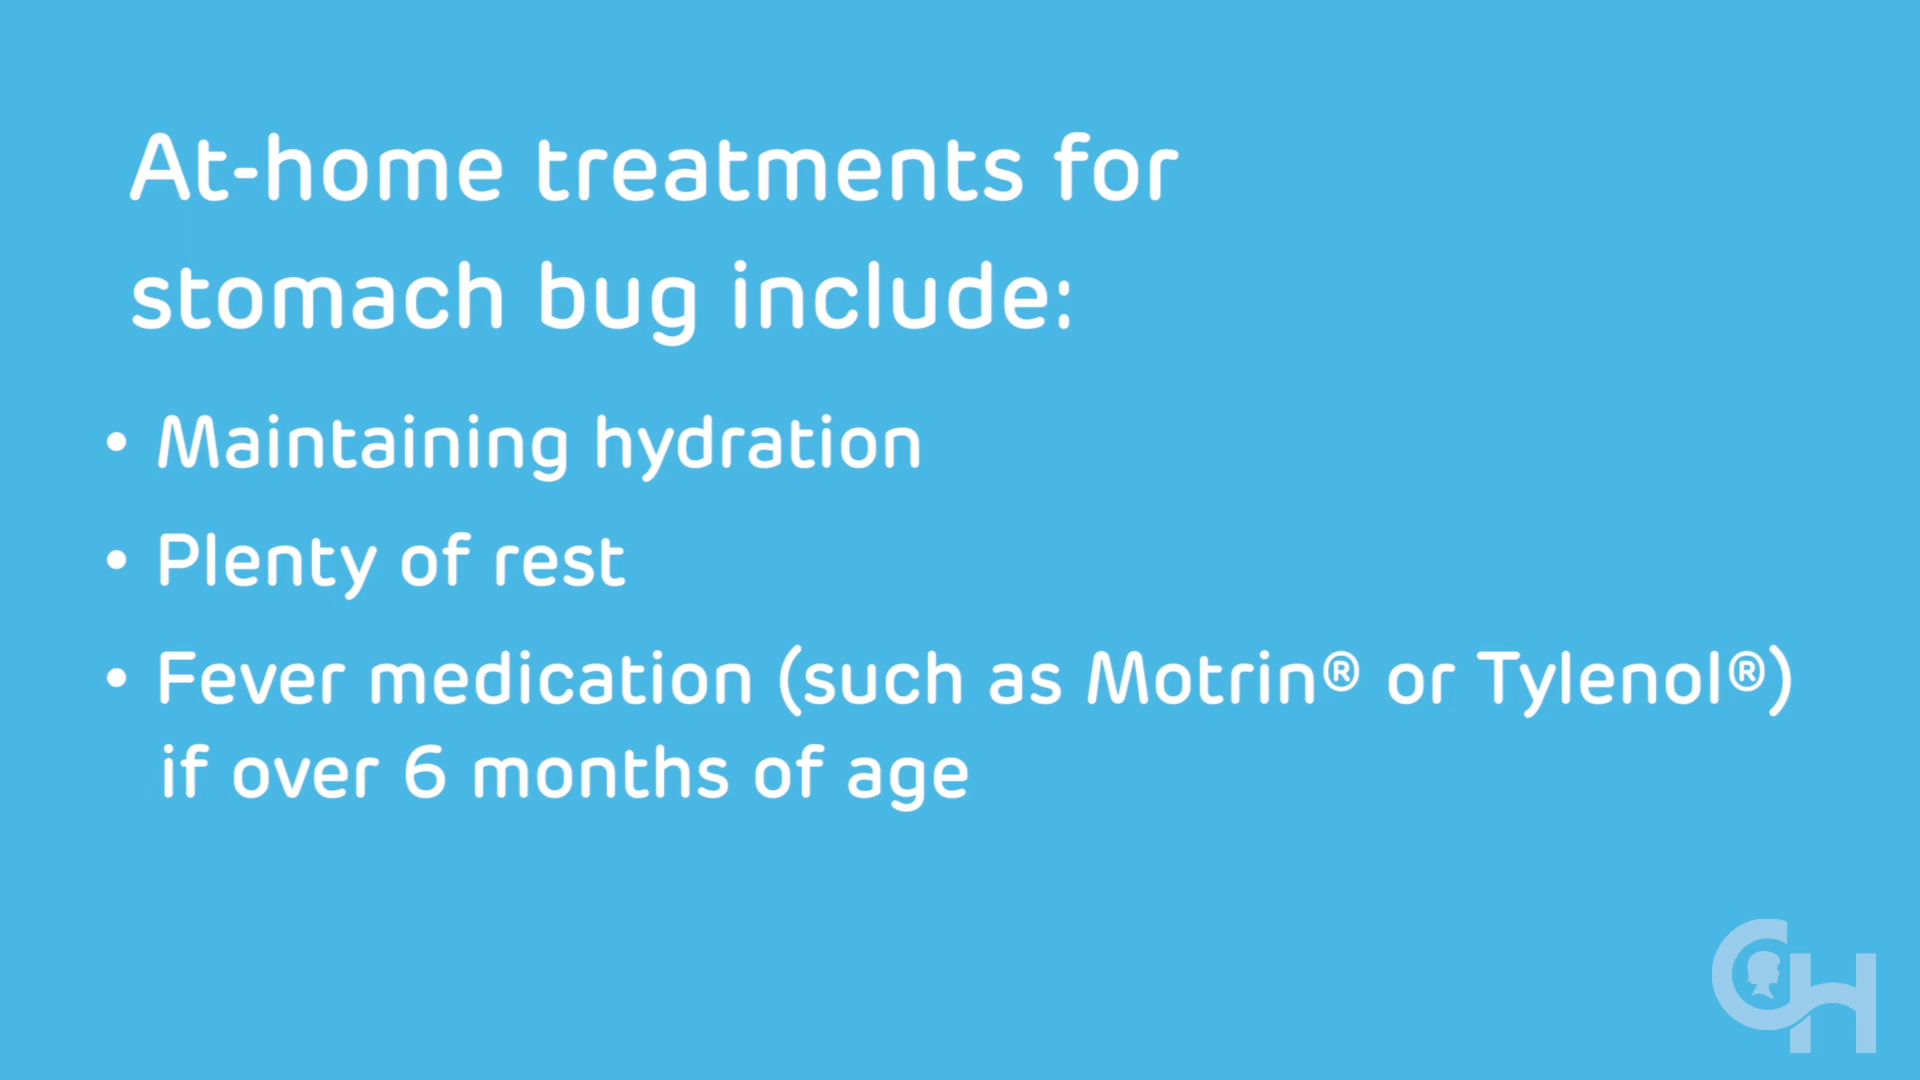 At-home treatments for
stomach bug include:
• Maintaining hydration
• Plenty of rest
• Fever medication (such as Motrin® or Tylenol®)
if over 6 months of age
CH